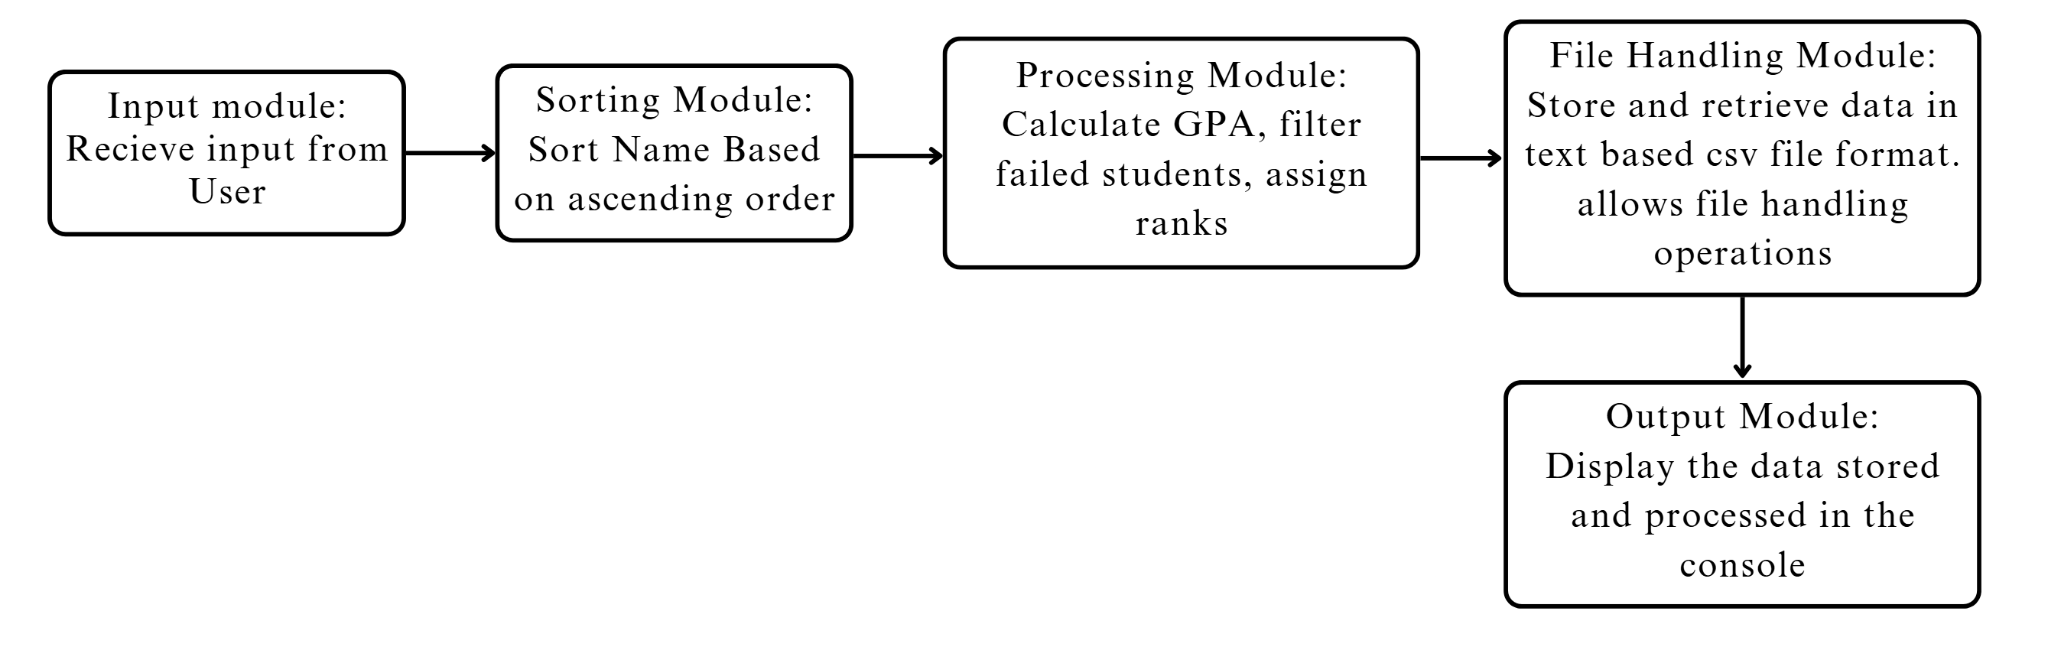 Input module:
Recieve input from
User
Sorting Module:
Sort Name Based
on ascending order
Processing Module:
Calculate GPA, filter
failed students, assign
ranks
File Handling Module:
Store and retrieve data in
text based csv file format.
allows file handling
operations
Output Module:
Display the data stored
and processed in the
console